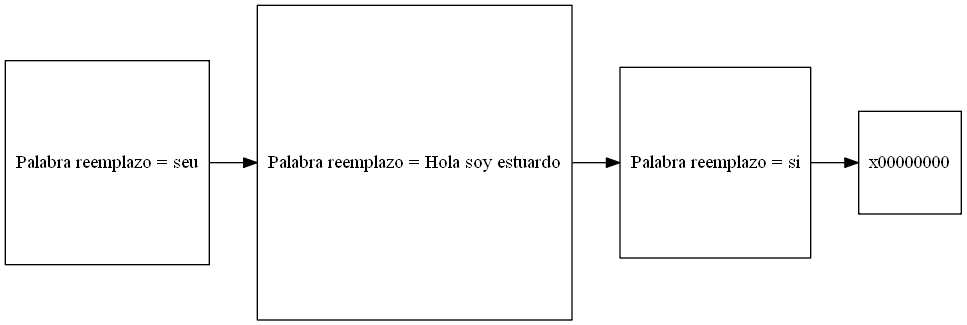 Palabra reemplazo = seu
Palabra reemplazo = Hola soy estuardo
Palabra reemplazo = si
x00000000